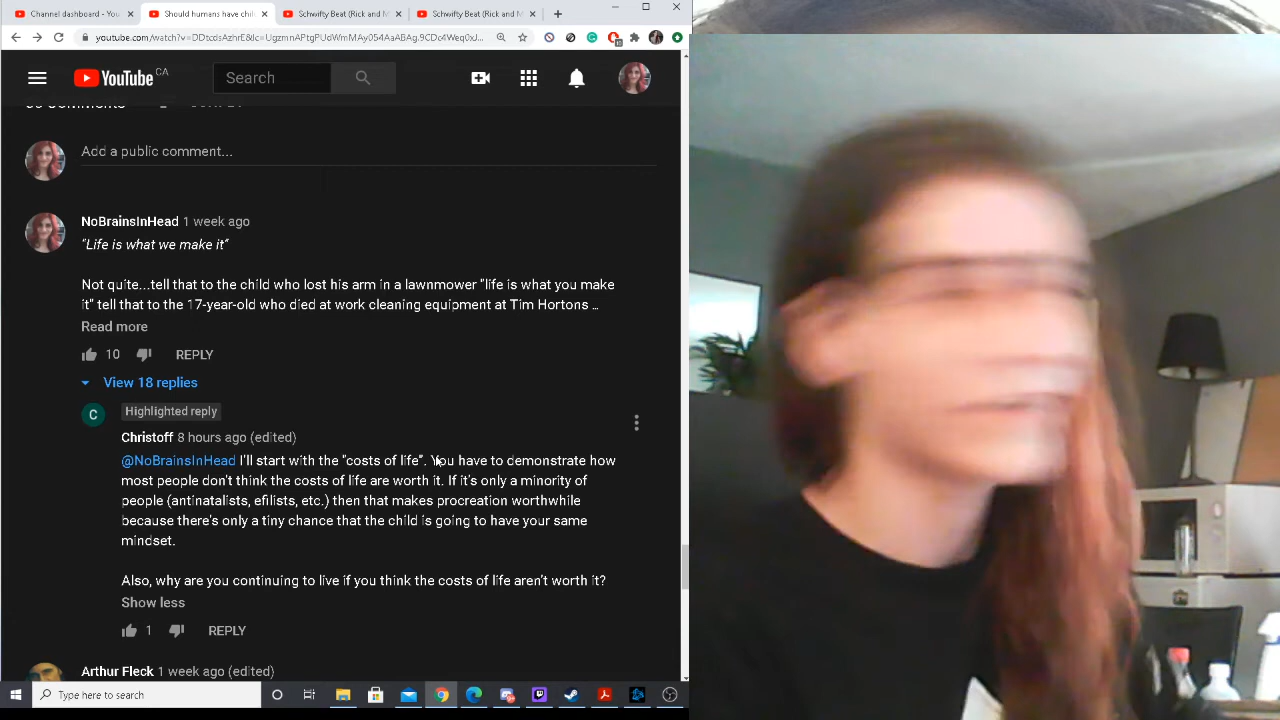 Channel dashboard - You
Should humans have chil
Schwifty Beat (Rick and M
Schwifty Beat (Rick and M
YouTube CA
Search
Add a public comment...
NoBrainsInHead 1 week ago
"Life is what we make it"
Not quite...tell that to the child who lost his arm in a lawnmower "life is what you make
it" tell that to the 17-year-old who died at work cleaning equipment at Tim Hortons ...
Read more
10 REPLY
View 18 replies
C Highlighted reply
Christoff 8 hours ago (edited)
@NoBrainsInHead I'll start with the "costs of life". You have to demonstrate how
most people don't think the costs of life are worth it. If it's only a minority of
people (antinatalists, efilists, etc.) then that makes procreation worthwhile
because there's only a tiny chance that the child is going to have your same
mindset.
Also, why are you continuing to live if you think the costs of life aren't worth it?
Show less
1 REPLY
Arthur Fleck 1 week ago (edited)
Type here to search